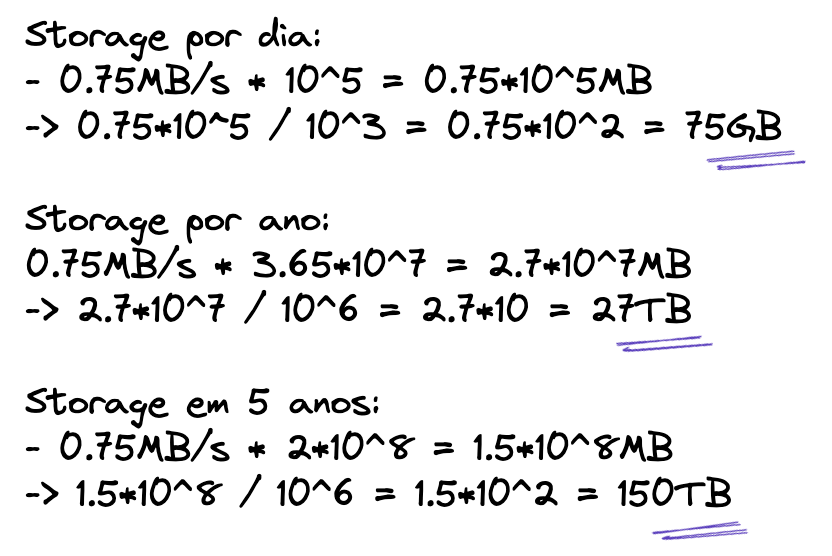 Storage por dia:
- 0.75MB/s * 10^5 = 0.75*10^5MB
-> 0.75*10^5 / 10^3 = 0.75*10^2 = 75GB
Storage por ano:
0.75MB/s * 3.65*10^7 = 2.7*10^7MB
-> 2.7*10^7 / 10^6 = 2.7*10 = 27TB
Storage em 5 anos:
- 0.75MB/s * 2*10^8 = 1.5*10^8MB
-> 1.5*10^8 / 10^6 = 1.5*10^2 = 150TB